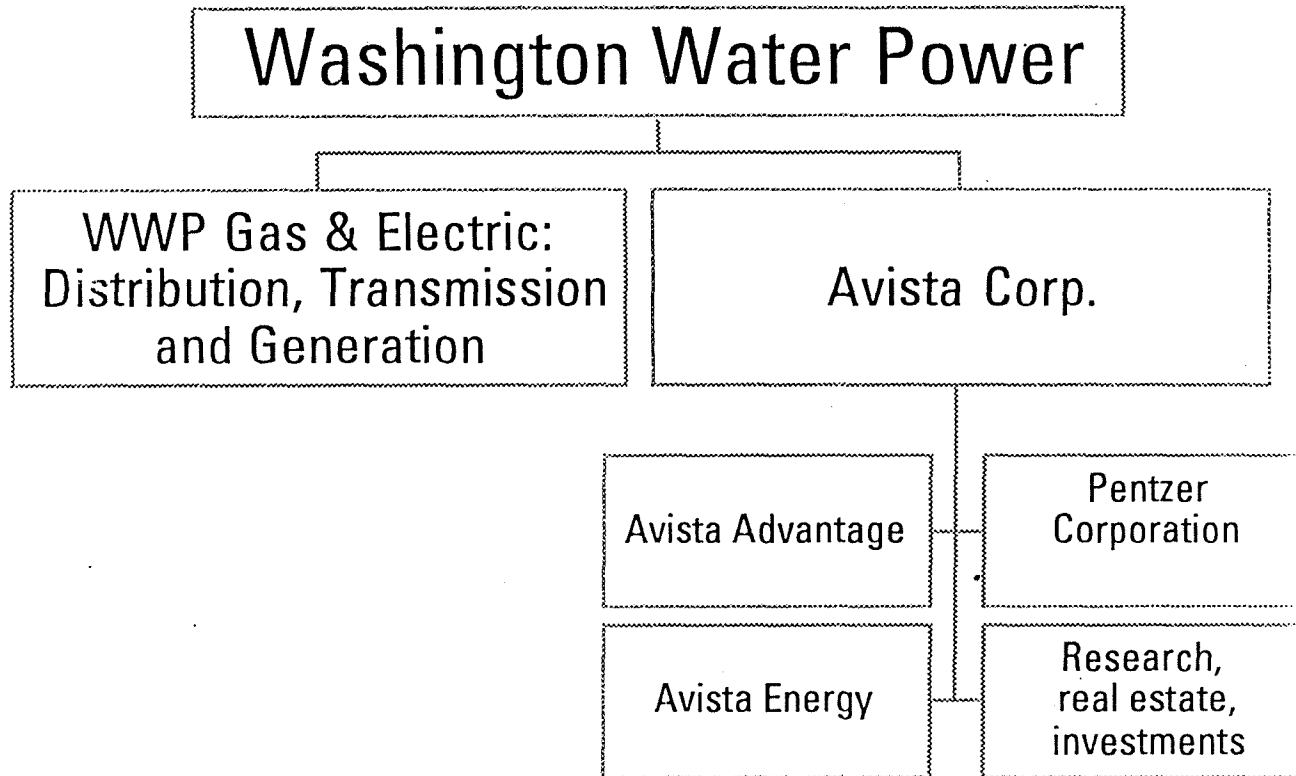 Washington Water Power
WWP Gas & Electric:
Distribution, Transmission
and Generation
Avista Corp.
Avista Advantage
Pentzer
Corporation
Avista Energy
Research,
real estate,
investments